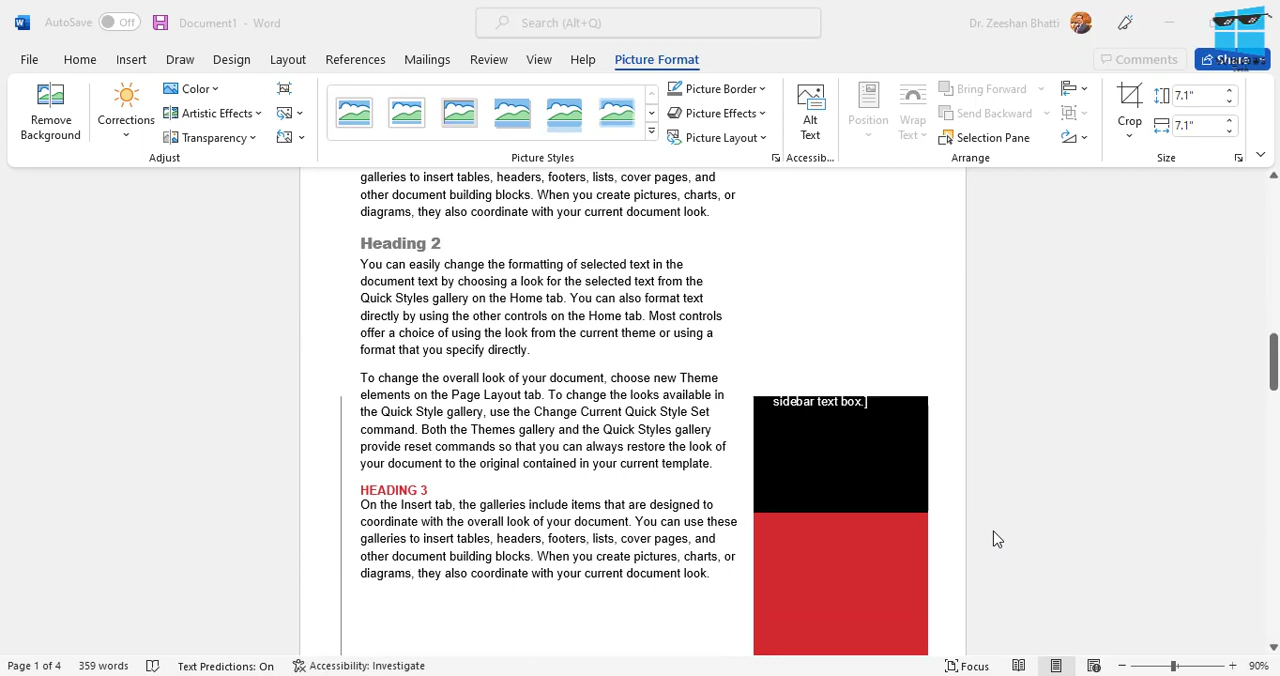 AutoSave Off Document1 - Word Search (Alt+Q) Dr. Zeeshan Bhatti
File Home Insert Draw Design Layout References Mailings Review View Help Picture Format Comments Share
Remove Background
Corrections
Color
Artistic Effects
Transparency
Adjust
Picture Border
Picture Effects
Picture Layout
Picture Styles
Alt Text
Accessib...
Position
Wrap Text
Bring Forward
Send Backward
Selection Pane
Arrange
Crop
7.1"
7.1"
Size
galleries to insert tables, headers, footers, lists, cover pages, and
other document building blocks. When you create pictures, charts, or
diagrams, they also coordinate with your current document look.
Heading 2
You can easily change the formatting of selected text in the
document text by choosing a look for the selected text from the
Quick Styles gallery on the Home tab. You can also format text
directly by using the other controls on the Home tab. Most controls
offer a choice of using the look from the current theme or using a
format that you specify directly.
To change the overall look of your document, choose new Theme
elements on the Page Layout tab. To change the looks available in
the Quick Style gallery, use the Change Current Quick Style Set
command. Both the Themes gallery and the Quick Styles gallery
provide reset commands so that you can always restore the look of
your document to the original contained in your current template.
HEADING 3
On the Insert tab, the galleries include items that are designed to
coordinate with the overall look of your document. You can use these
galleries to insert tables, headers, footers, lists, cover pages, and
other document building blocks. When you create pictures, charts, or
diagrams, they also coordinate with your current document look.
sidebar text box.]
Page 1 of 4 359 words Text Predictions: On Accessibility: Investigate Focus 90%